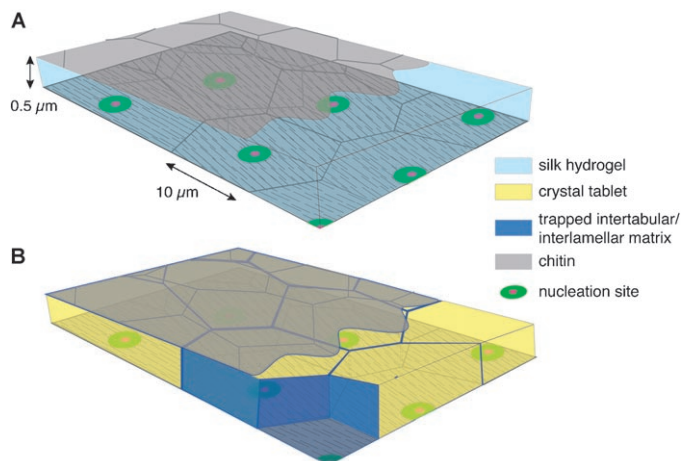 A
0.5 µm
10 µm
silk hydrogel
crystal tablet
trapped intertabular/
interlamellar matrix
chitin
nucleation site
B